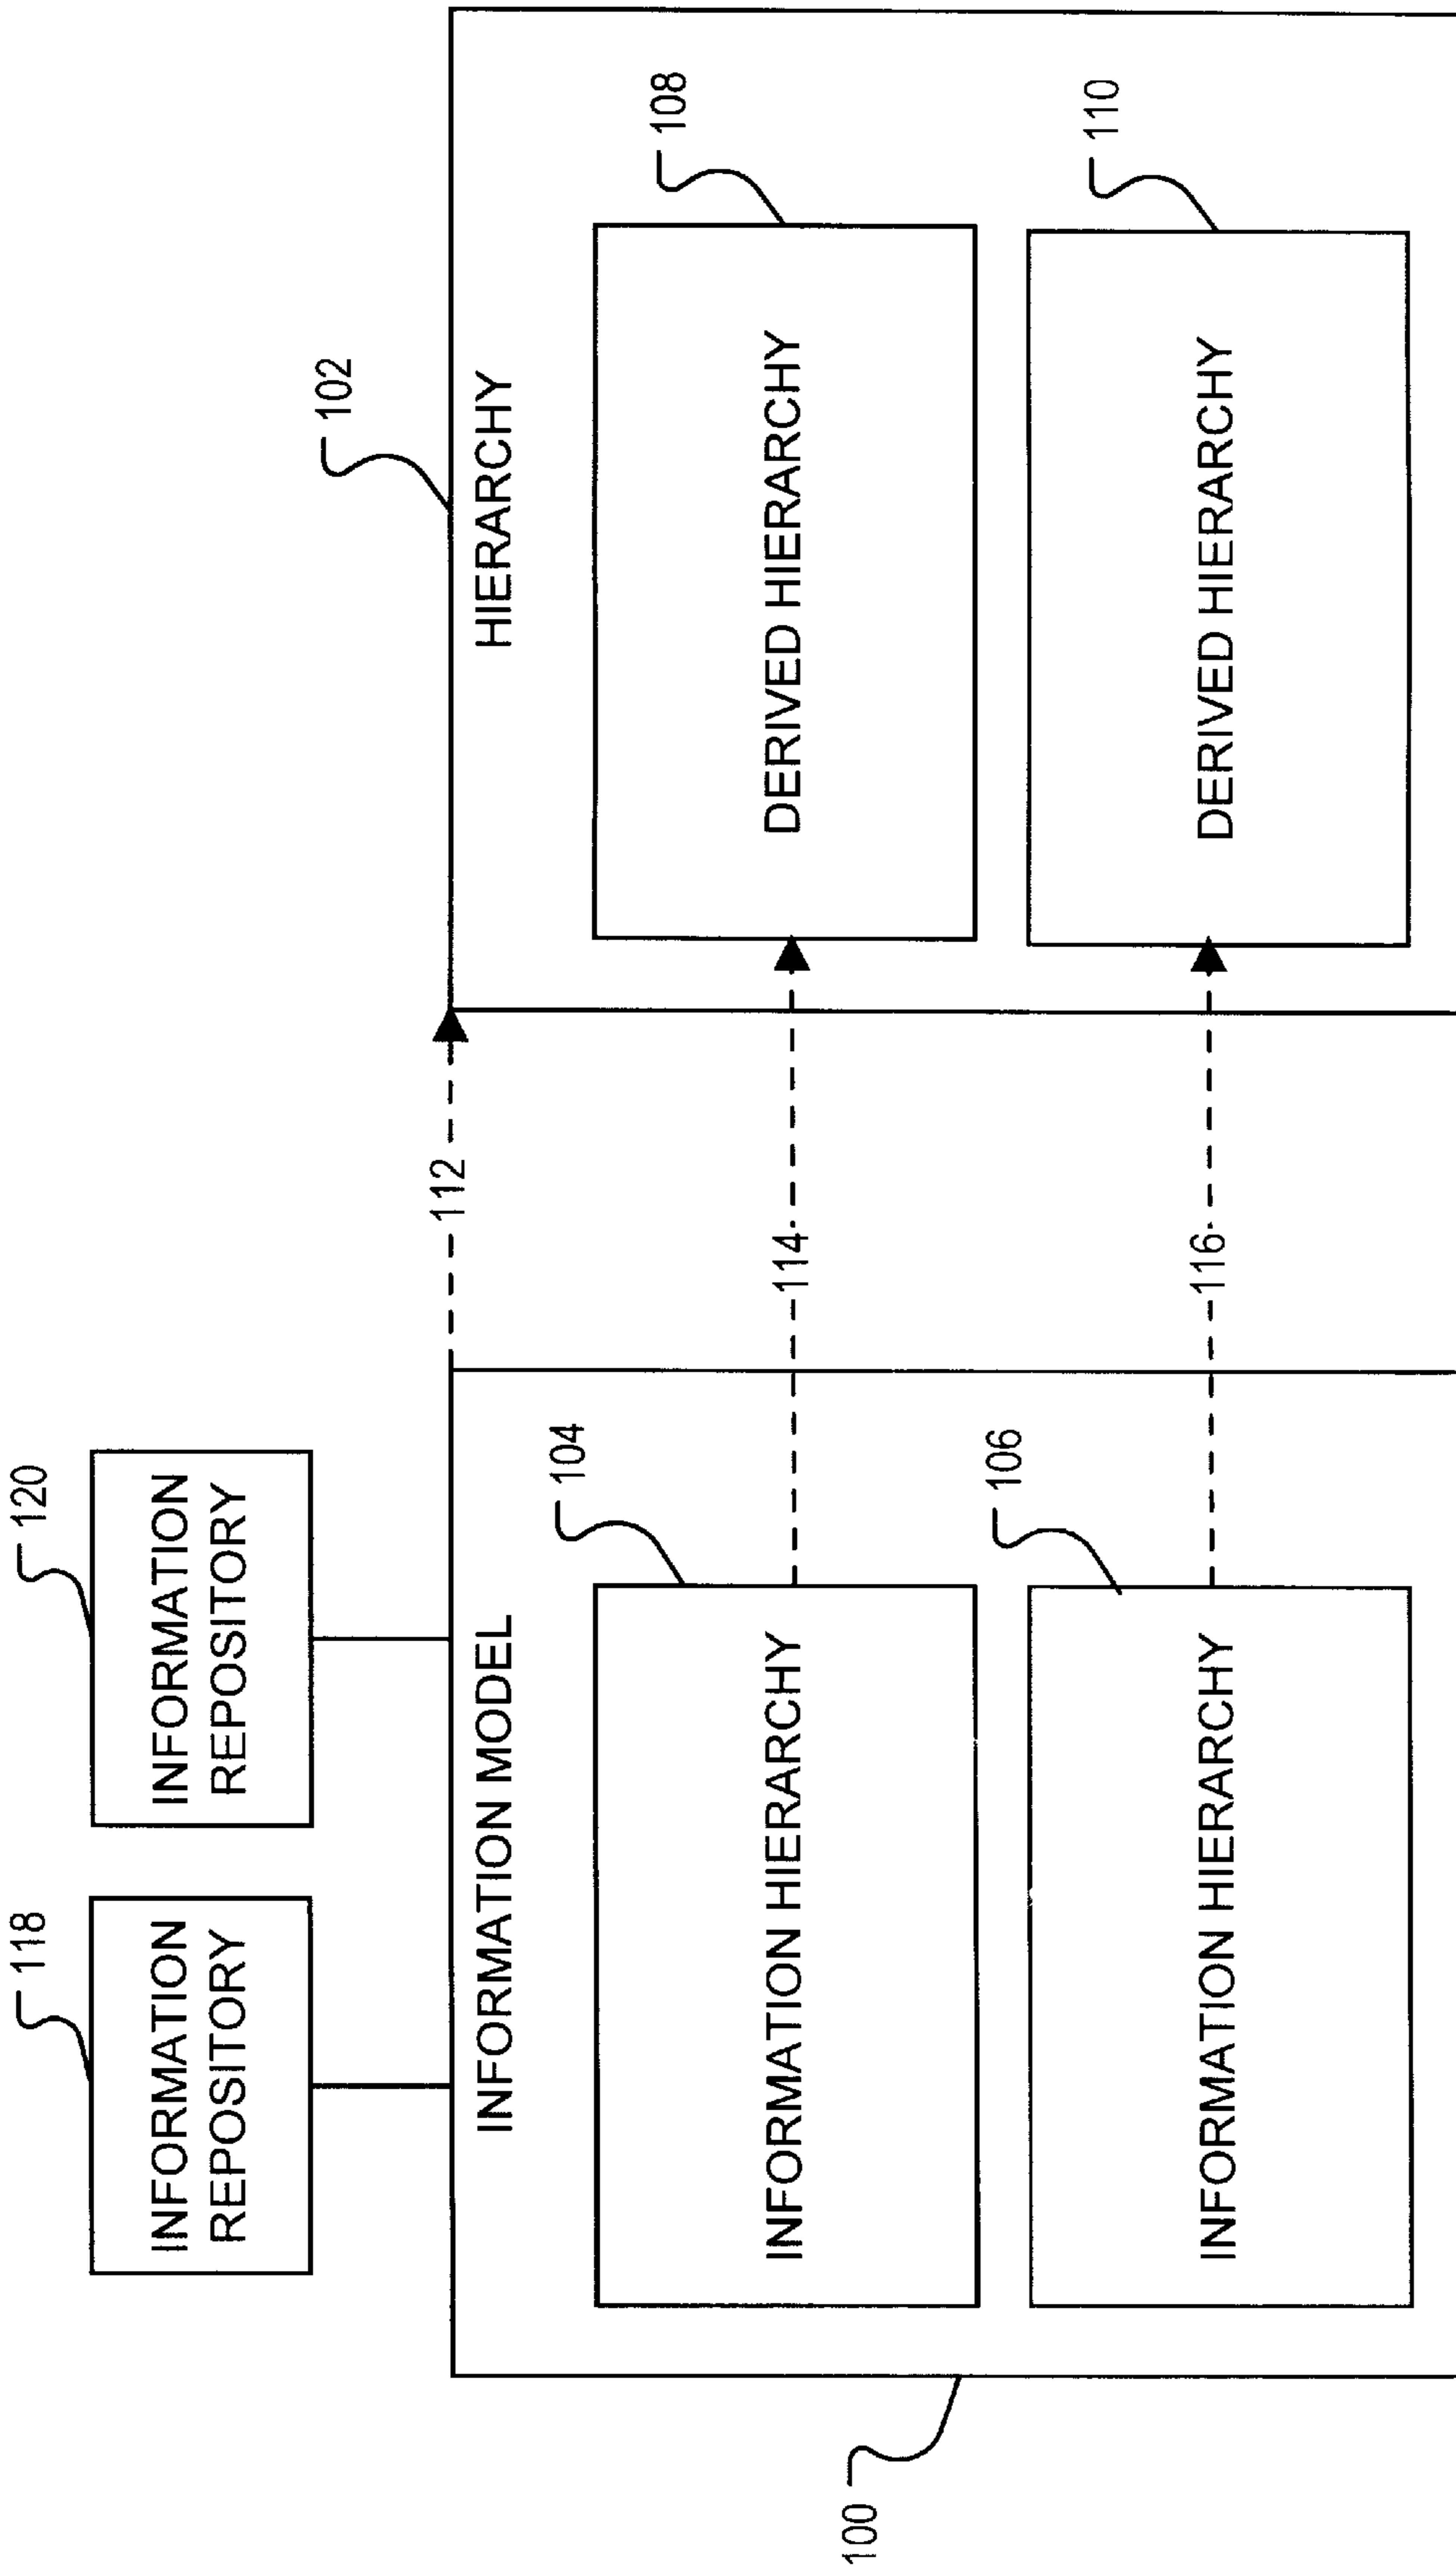 118
120
INFORMATION
REPOSITORY
INFORMATION
REPOSITORY
102
INFORMATION MODEL
112
HIERARCHY
104
108
INFORMATION HIERARCHY
114
DERIVED HIERARCHY
106
110
INFORMATION HIERARCHY
116
DERIVED HIERARCHY
100